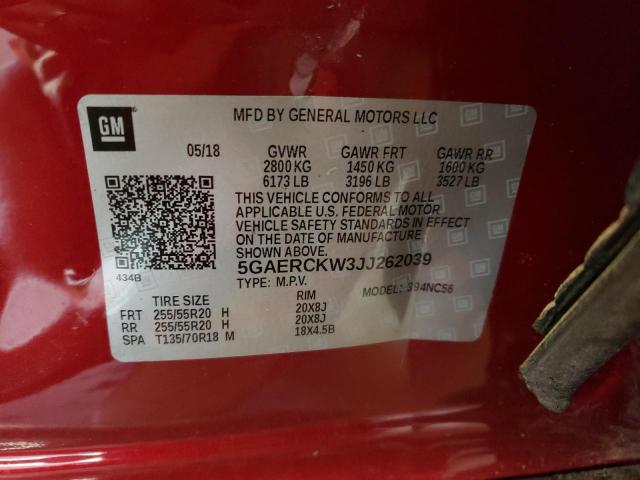 GM
MFD BY GENERAL MOTORS LLC
05/18 GVWR GAWR FRT GAWR RR
2800 KG 1450 KG 1600 KG
6173 LB 3196 LB 3527 LB
THIS VEHICLE CONFORMS TO ALL
APPLICABLE U.S. FEDERAL MOTOR
VEHICLE SAFETY STANDARDS IN EFFECT
ON THE DATE OF MANUFACTURE
SHOWN ABOVE.
5GAERCKW3JJ262039
434B
TYPE: M.P.V. MODEL: 394NC56
TIRE SIZE RIM
FRT 255/55R20 H 20X8J
RR 255/55R20 H 20X8J
SPA T135/70R18 M 18X4.5B